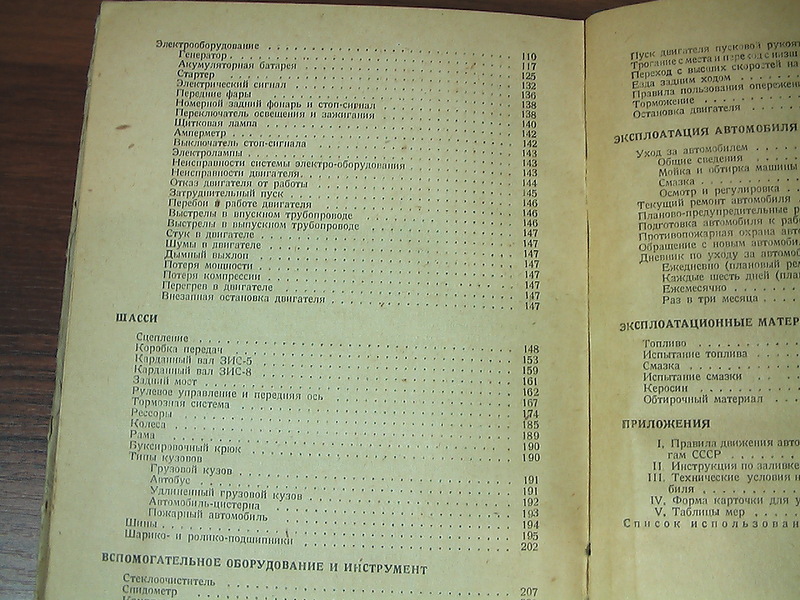 Электрооборудование
Генератор 110
Акумуляторная батарея 117
Стартер 125
Электрический сигнал 132
Передние фары 136
Номерной задний фонарь и стоп-сигнал 138
Переключатель освещения и зажигания 138
Щитковая лампа 140
Амперметр 142
Выключатель стоп-сигнала 142
Электролампы 143
Неисправности системы электро-оборудования 143
Неисправности двигателя 143
Отказ двигателя от работы 144
Затруднительный пуск 145
Перебои в работе двигателя 146
Выстрелы в впускном трубопроводе 146
Выстрелы в выпускном трубопроводе 146
Стук в двигателе 147
Шумы в двигателе 147
Дымный выхлоп 147
Потеря мощности 147
Потеря компрессии 147
Перегрев в двигателе 147
Внезапная остановка двигателя 147
147
ШАССИ
Сцепление 148
Коробка передач 153
Карданный вал ЗИС-5 159
Карданный вал ЗИС-8 161
Задний мост 162
Рулевое управление и передняя ось 167
Тормозная система 174
Рессоры 185
Колеса 189
Рама 190
Буксировочный крюк 190
Типы кузовов
Грузовой кузов 191
Автобус 191
Удлиненный грузовой кузов 192
Автомобиль-цистерна 193
Пожарный автомобиль 194
Шины 195
Шарико- и ролико-подшипники 202
ВСПОМОГАТЕЛЬНОЕ ОБОРУДОВАНИЕ И ИНСТРУМЕНТ
Стеклоочиститель 207
Спидометр
Пуск двигателя пусковой рукоят
Трогание с места и переход с низш
Переход с высших скоростей на
Езда задним ходом
Правила пользования опережени
Торможение
Остановка двигателя
ЭКСПЛОАТАЦИЯ АВТОМОБИЛЯ
Уход за автомобилем
Общие сведения
Мойка и обтирка машины
Смазка
Осмотр и регулировка
Текущий ремонт автомобиля
Планово-предупредительные р
Подготовка автомобиля к раб
Противопожарная охрана авто
Обращение с новым автомоби
Дневник по уходу за автомоб
Ежедневно (плановый рем
Каждые шесть дней (план
Ежемесячно
Раз в три месяца
ЭКСПЛОАТАЦИОННЫЕ МАТЕР
Топливо
Испытание топлива
Смазка
Испытание смазки
Керосин
Обтирочный материал
ПРИЛОЖЕНИЯ
I. Правила движения авто
гам СССР
II. Инструкция по заливке
III. Технические условия н
биля
IV. Форма карточки для у
V. Таблицы мер
Список использован